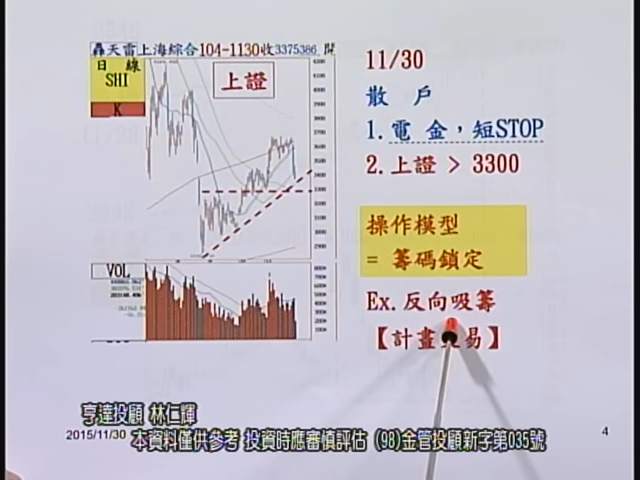 轟天雷上海綜合104-1130收3375386 開
日 線
SHI
K
上證
VOL
11/30
散 戶
1. 電 金，短STOP
2. 上證 > 3300
操作模型
= 籌碼鎖定
Ex. 反向吸籌
【計畫交易】
亨達投顧 林仁輝
2015/11/30
本資料僅供參考 投資時應審慎評估 (98)金管投顧新字第035號
4